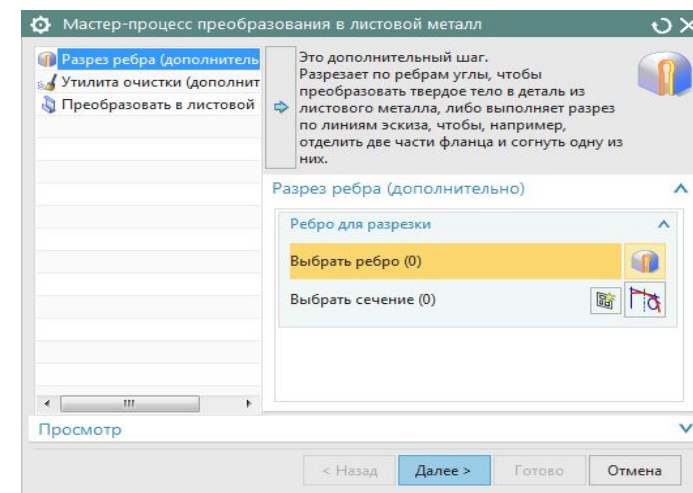 Мастер-процесс преобразования в листовой металл
Разрез ребра (дополнитель
Утилита очистки (дополнит
Преобразовать в листовой
Это дополнительный шаг.
Разрезает по ребрам углы, чтобы
преобразовать твердое тело в деталь из
листового металла, либо выполняет разрез
по линиям эскиза, чтобы, например,
отделить две части фланца и согнуть одну из
них.
Разрез ребра (дополнительно)
Ребро для разрезки
Выбрать ребро (0)
Выбрать сечение (0)
Просмотр
< Назад
Далее >
Готово
Отмена